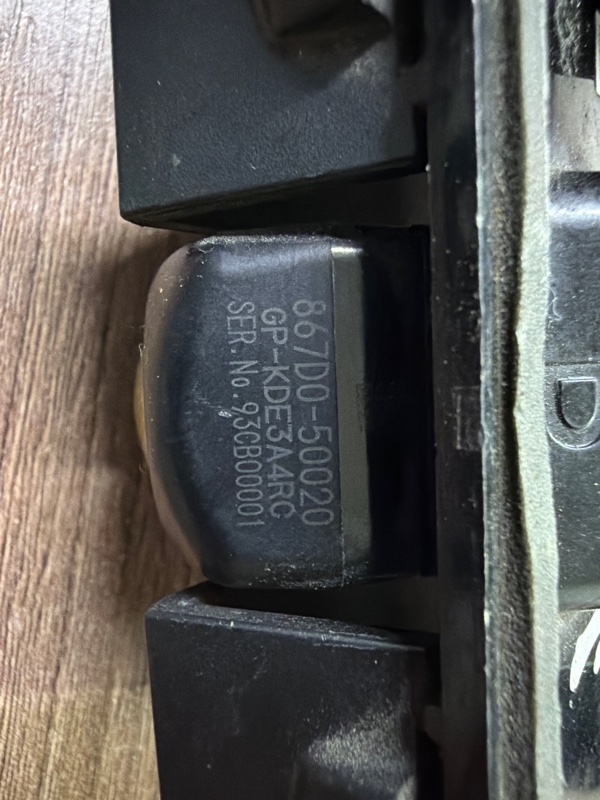 867D0-50020
GP-KDE3A4RC
SER.No.93CB00001
D